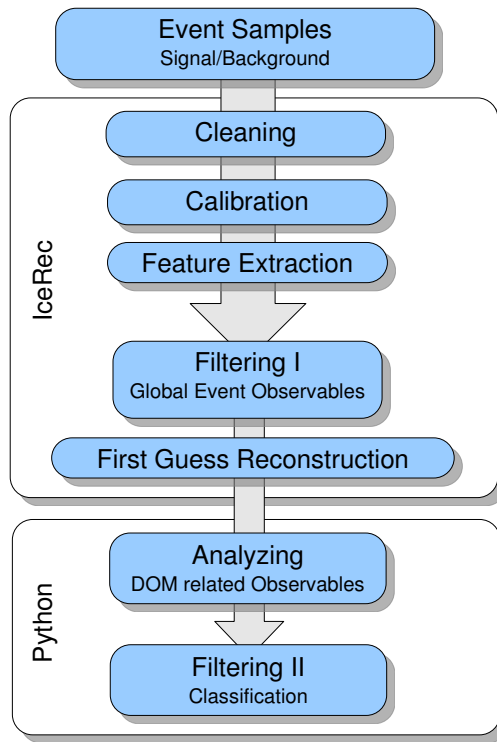 Event Samples
Signal/Background
IceRec
Cleaning
Calibration
Feature Extraction
Filtering I
Global Event Observables
First Guess Reconstruction
Python
Analyzing
DOM related Observables
Filtering II
Classification